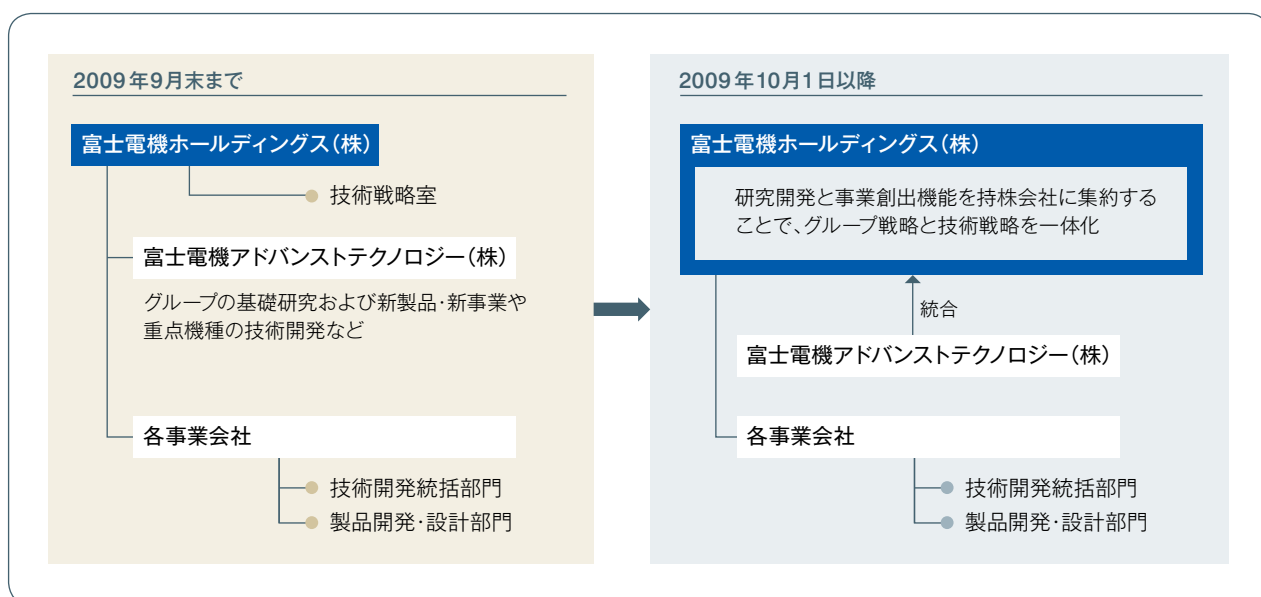 2009年9月末まで
富士電機ホールディングス（株）
技術戦略室
富士電機アドバンストテクノロジー（株）
グループの基礎研究および新製品・新事業や
重点機種の技術開発など
各事業会社
技術開発統括部門
製品開発・設計部門
2009年10月1日以降
富士電機ホールディングス（株）
研究開発と事業創出機能を持株会社に集約する
ことで、グループ戦略と技術戦略を一体化
統合
富士電機アドバンストテクノロジー（株）
各事業会社
技術開発統括部門
製品開発・設計部門